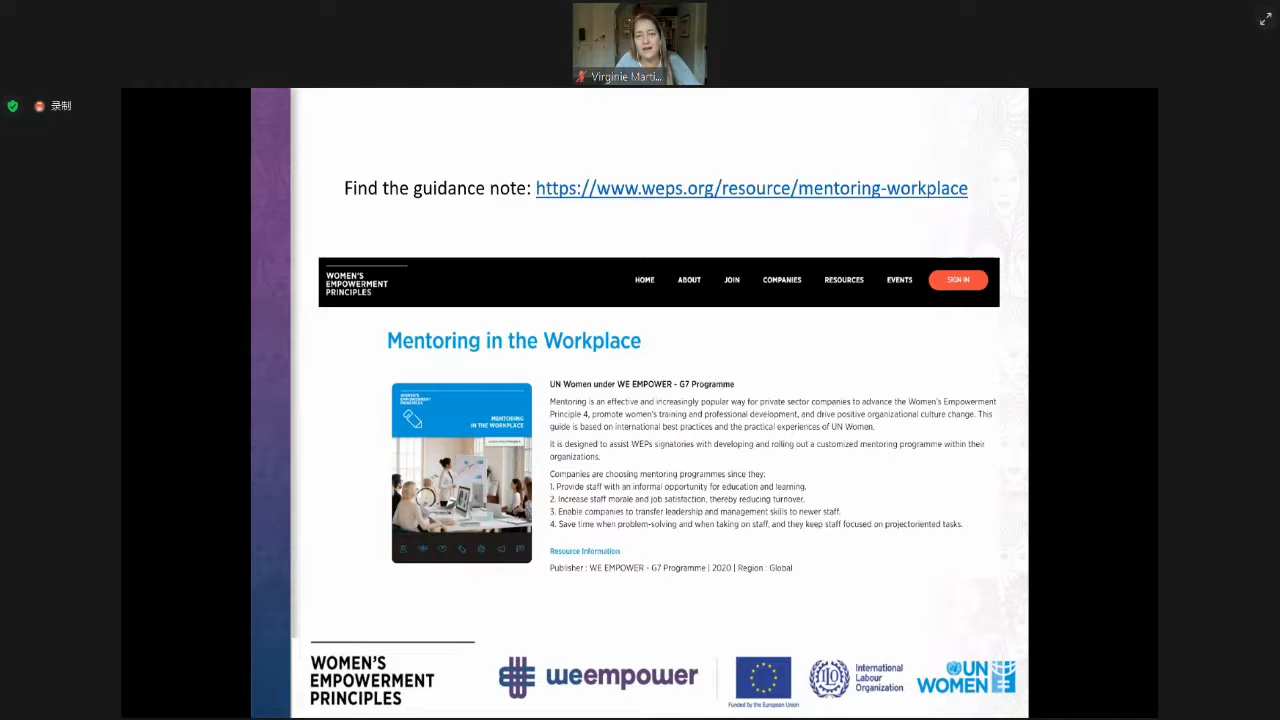 Virginie Marti...
录制
Find the guidance note: https://www.weps.org/resource/mentoring-workplace
WOMEN'S
EMPOWERMENT
PRINCIPLES
HOME ABOUT JOIN COMPANIES RESOURCES EVENTS SIGN IN
Mentoring in the Workplace
WOMEN'S
EMPOWERMENT
PRINCIPLES
MENTORING
IN THE WORKPLACE
UN Women under WE EMPOWER - G7 Programme
Mentoring is an effective and increasingly popular way for private sector companies to advance the Women's Empowerment
Principle 4, promote women's training and professional development, and drive positive organizational culture change. This
guide is based on international best practices and the practical experiences of UN Women.
It is designed to assist WEPs signatories with developing and rolling out a customized mentoring programme within their
organizations.
Companies are choosing mentoring programmes since they:
1. Provide staff with an informal opportunity for education and learning.
2. Increase staff morale and job satisfaction, thereby reducing turnover.
3. Enable companies to transfer leadership and management skills to newer staff.
4. Save time when problem-solving and when taking on staff, and they keep staff focused on projectoriented tasks.
Resource Information
Publisher : WE EMPOWER - G7 Programme | 2020 | Region : Global
WOMEN'S
EMPOWERMENT
PRINCIPLES
weempower
Funded by the European Union
International
Labour
Organization
UN
WOMEN